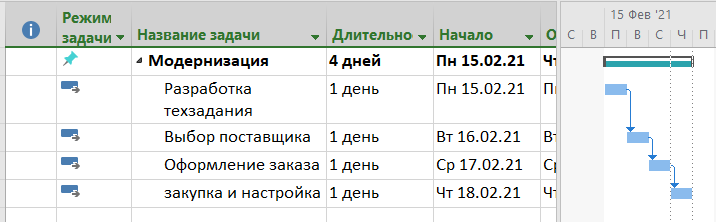 Режим задачи Название задачи Длительно Начало О
15 Фев '21
С В П В С Ч П
Модернизация 4 дней Пн 15.02.21 Чт
Разработка техзадания 1 день Пн 15.02.21 Пн
Выбор поставщика 1 день Вт 16.02.21 Вт
Оформление заказа 1 день Ср 17.02.21 Ср
закупка и настройка 1 день Чт 18.02.21 Чт